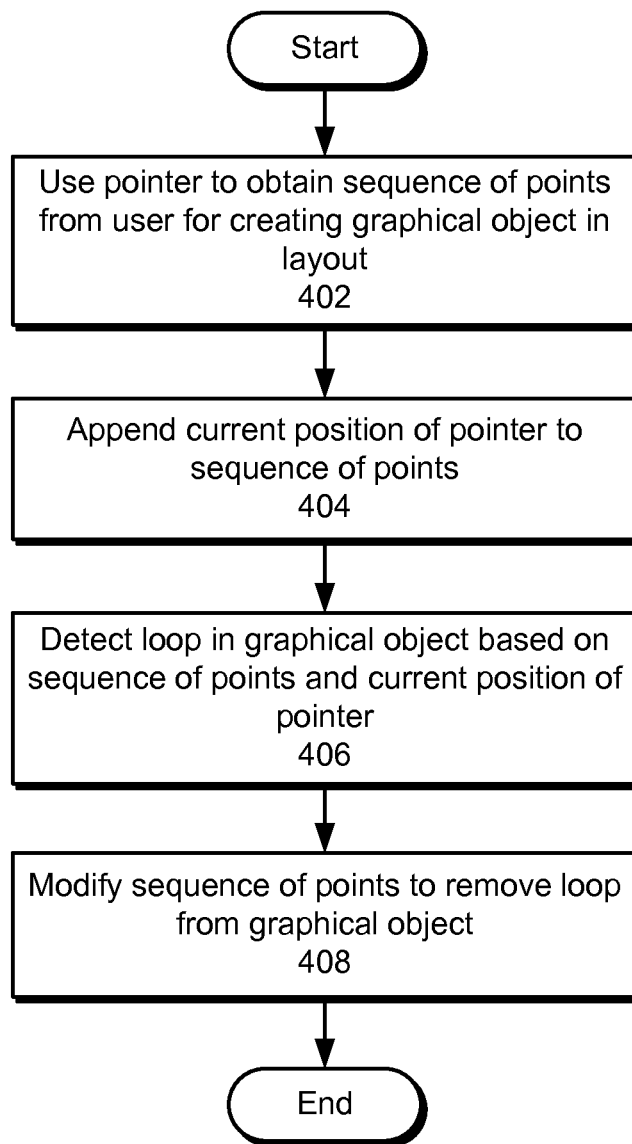 Start
Use pointer to obtain sequence of points
from user for creating graphical object in
layout
402
Append current position of pointer to
sequence of points
404
Detect loop in graphical object based on
sequence of points and current position of
pointer
406
Modify sequence of points to remove loop
from graphical object
408
End